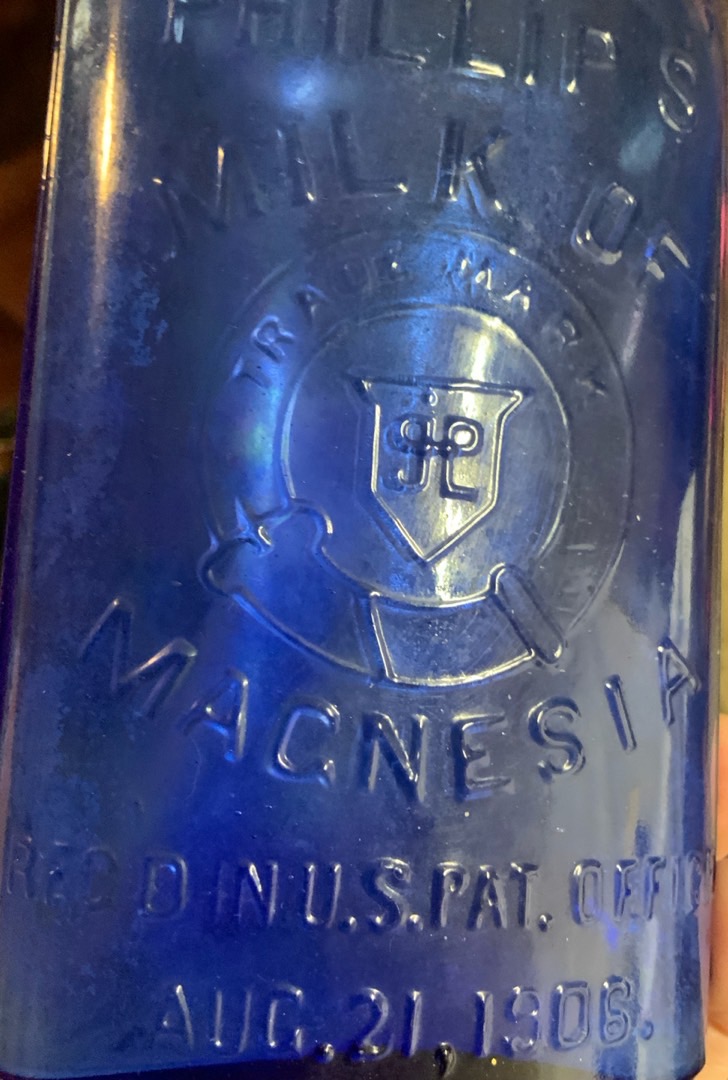 PHILLIPS
MILK OF
TRADE MARK
MAGNESIA
REG'D IN U.S. PAT. OFFICE
AUG. 21, 1906.